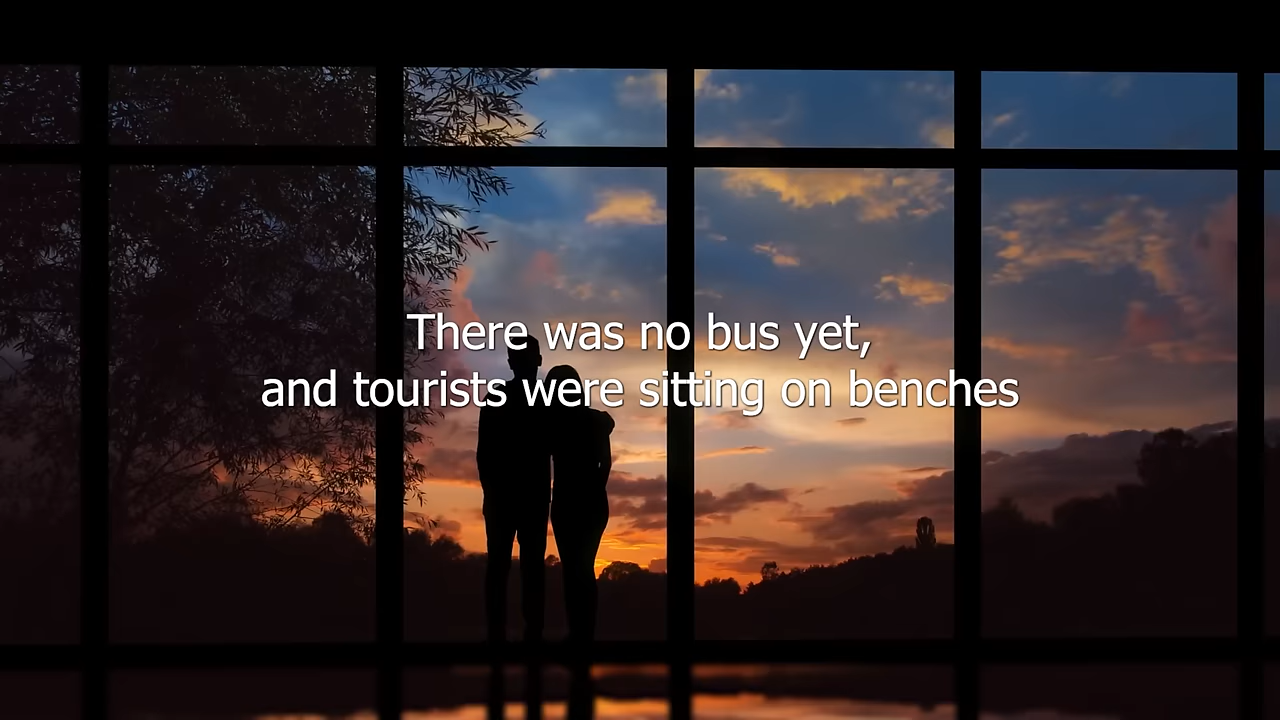 There was no bus yet,
and tourists were sitting on benches